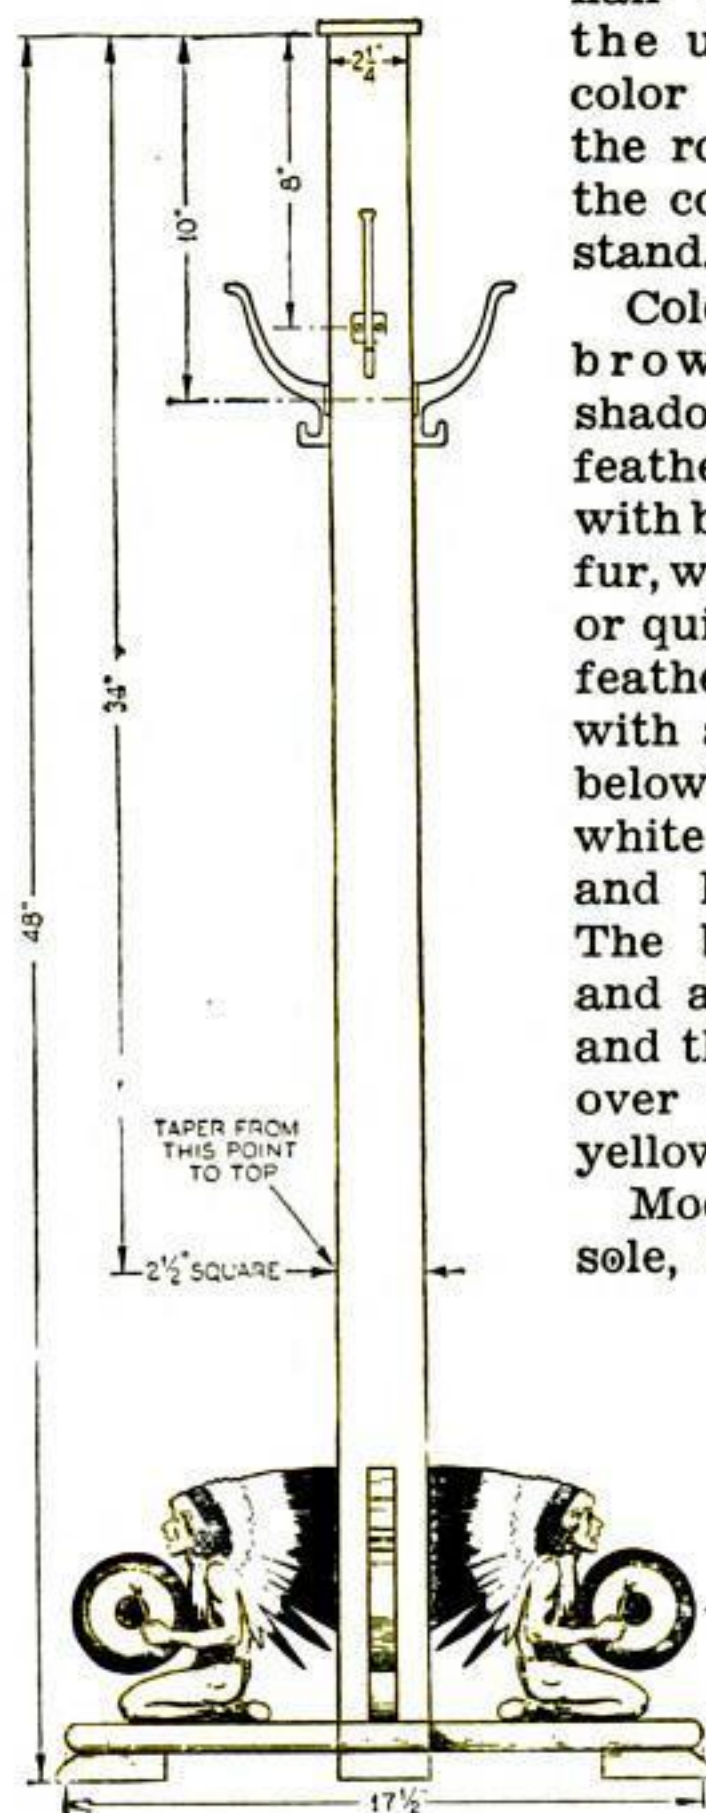 2¼"
8"
10"
34"
48"
TAPER FROM
THIS POINT
TO TOP
2½" SQUARE
17½"
the u
color
the ro
the co
stand.
Colo
brow
shado
feathe
with b
fur, w
or qui
feathe
with s
below
white
and
The
and a
and th
over
yellow
Moc
sole,